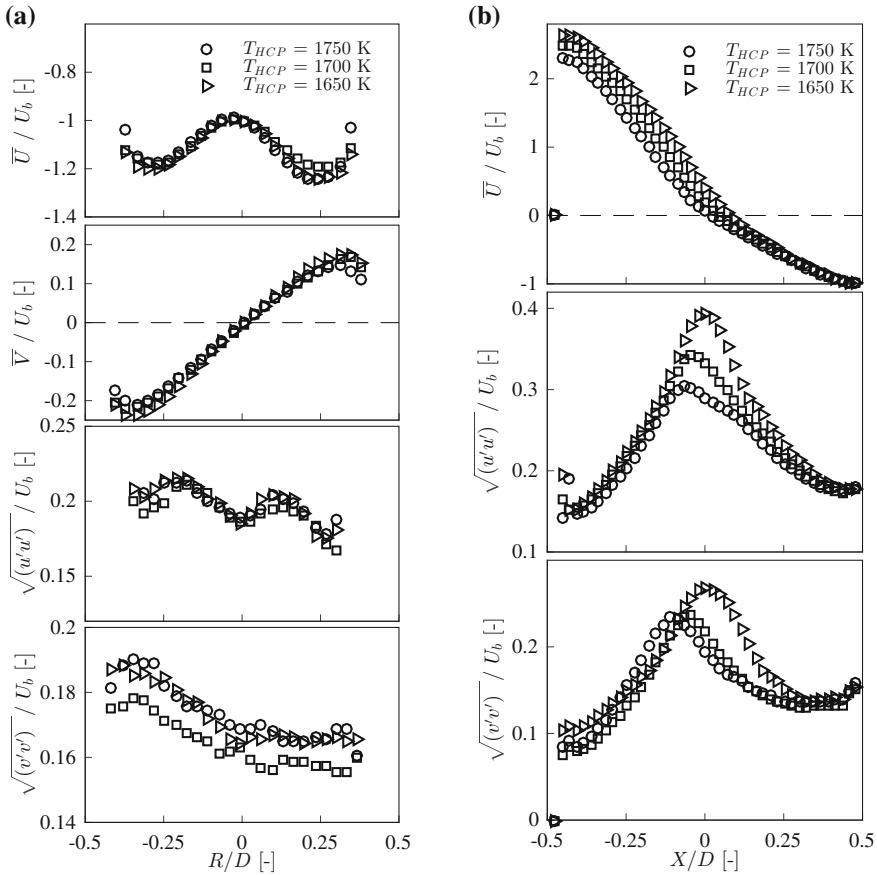 (a)
T_HCP = 1750 K
T_HCP = 1700 K
T_HCP = 1650 K
-0.8
-1
-1.2
-1.4
U̅ / U_b [-]
0.2
0.1
0
-0.1
-0.2
V̅ / U_b [-]
0.25
0.2
0.15
√(u'u') / U_b [-]
0.2
0.18
0.16
0.14
√(v'v') / U_b [-]
-0.5
-0.25
0
0.25
0.5
R/D [-]
(b)
T_HCP = 1750 K
T_HCP = 1700 K
T_HCP = 1650 K
2
1
0
-1
U̅ / U_b [-]
0.4
0.3
0.2
0.1
√(u'u') / U_b [-]
0.2
0.1
0
√(v'v') / U_b [-]
-0.5
-0.25
0
0.25
0.5
X/D [-]